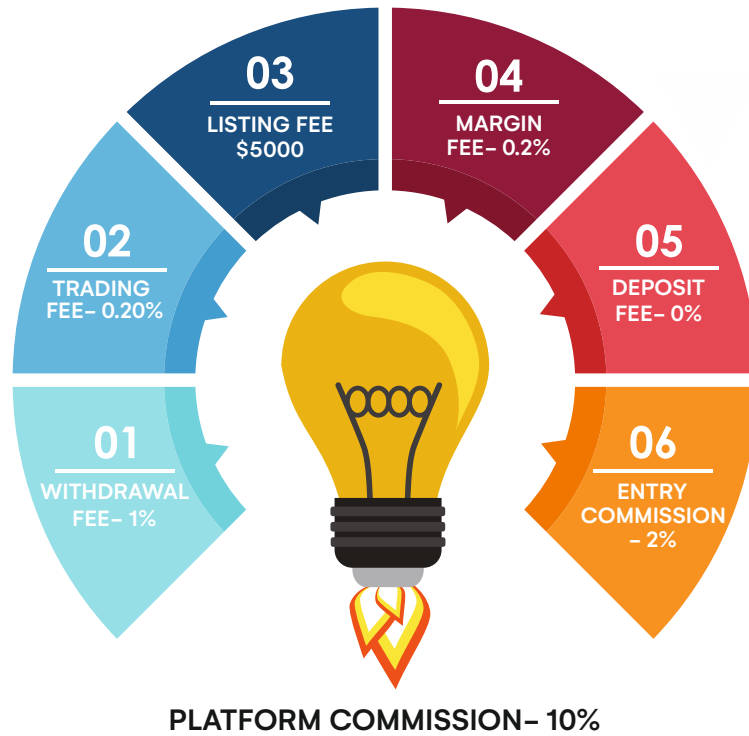 01
WITHDRAWAL
FEE– 1%
02
TRADING
FEE– 0.20%
03
LISTING FEE
$5000
04
MARGIN
FEE– 0.2%
05
DEPOSIT
FEE– 0%
06
ENTRY
COMMISSION
– 2%
PLATFORM COMMISSION– 10%